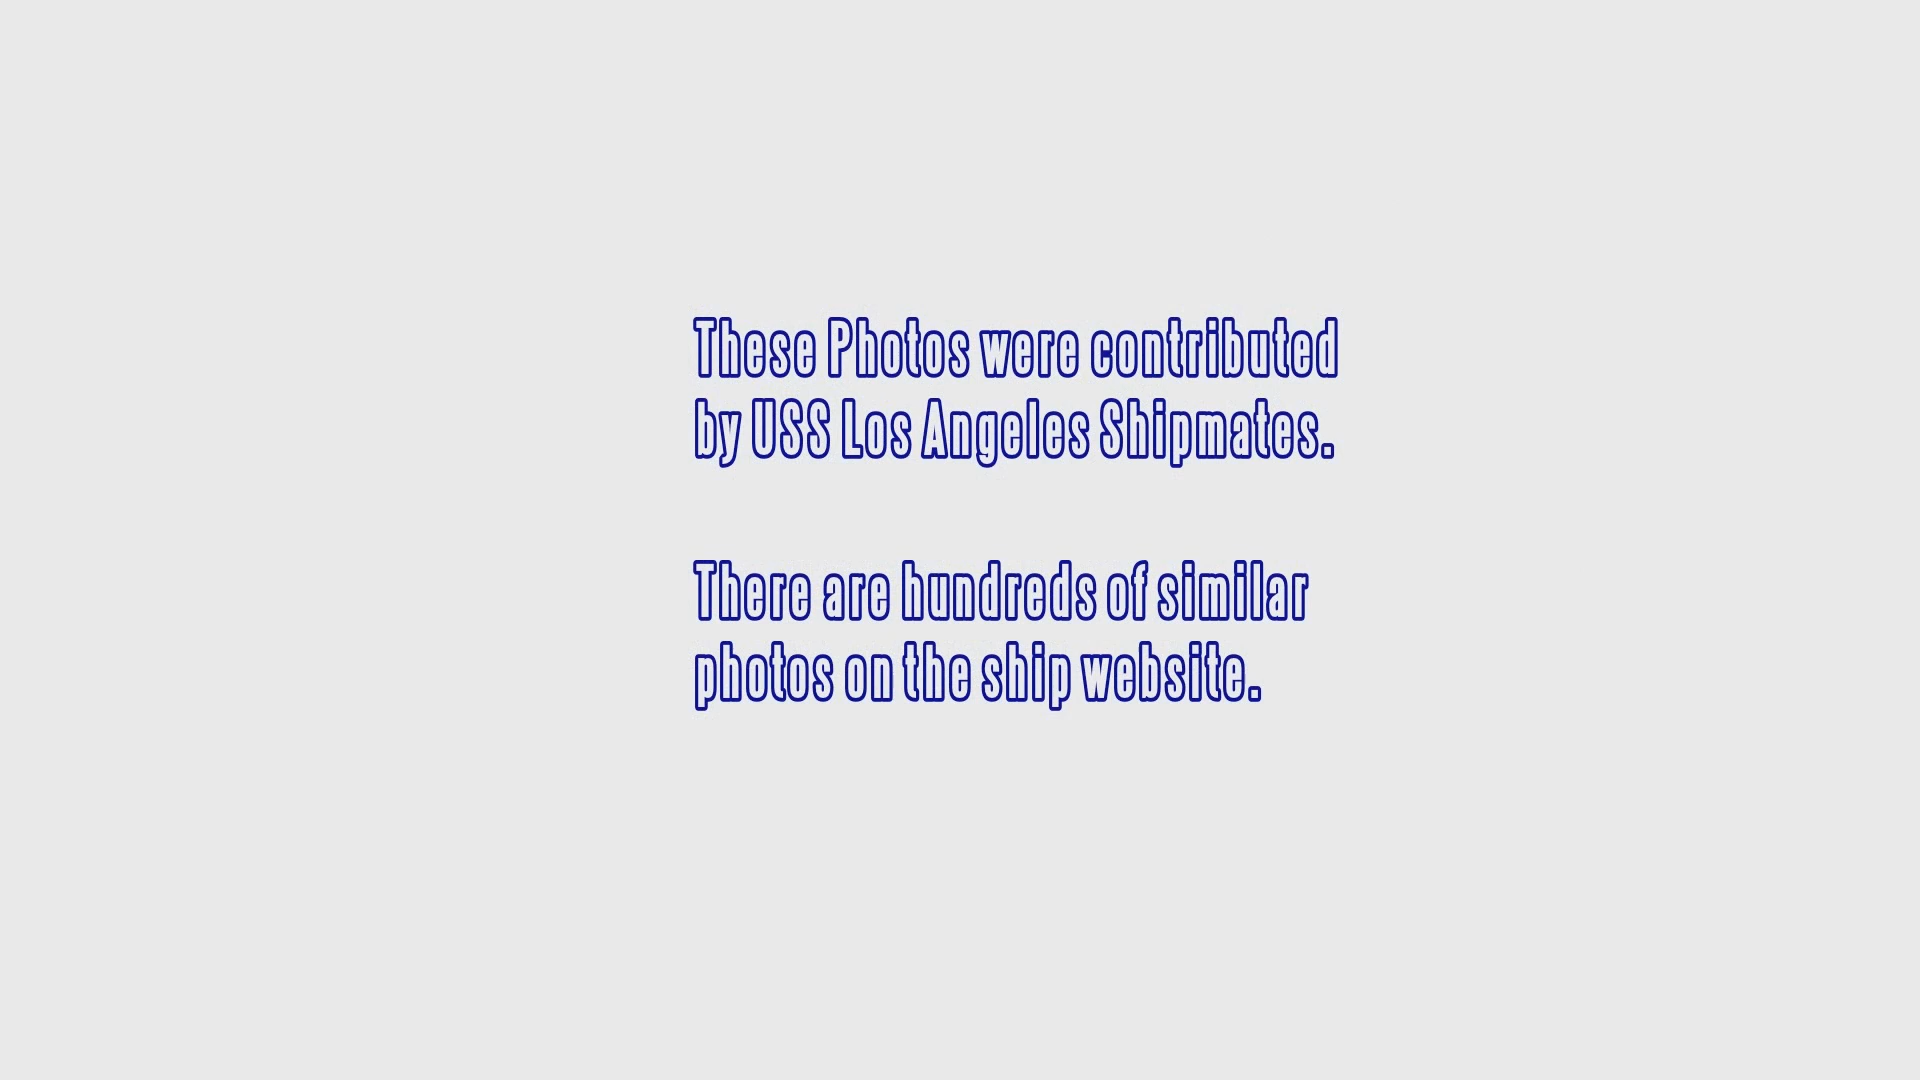 These Photos were contributed
by USS Los Angeles Shipmates.
There are hundreds of similar
photos on the ship website.